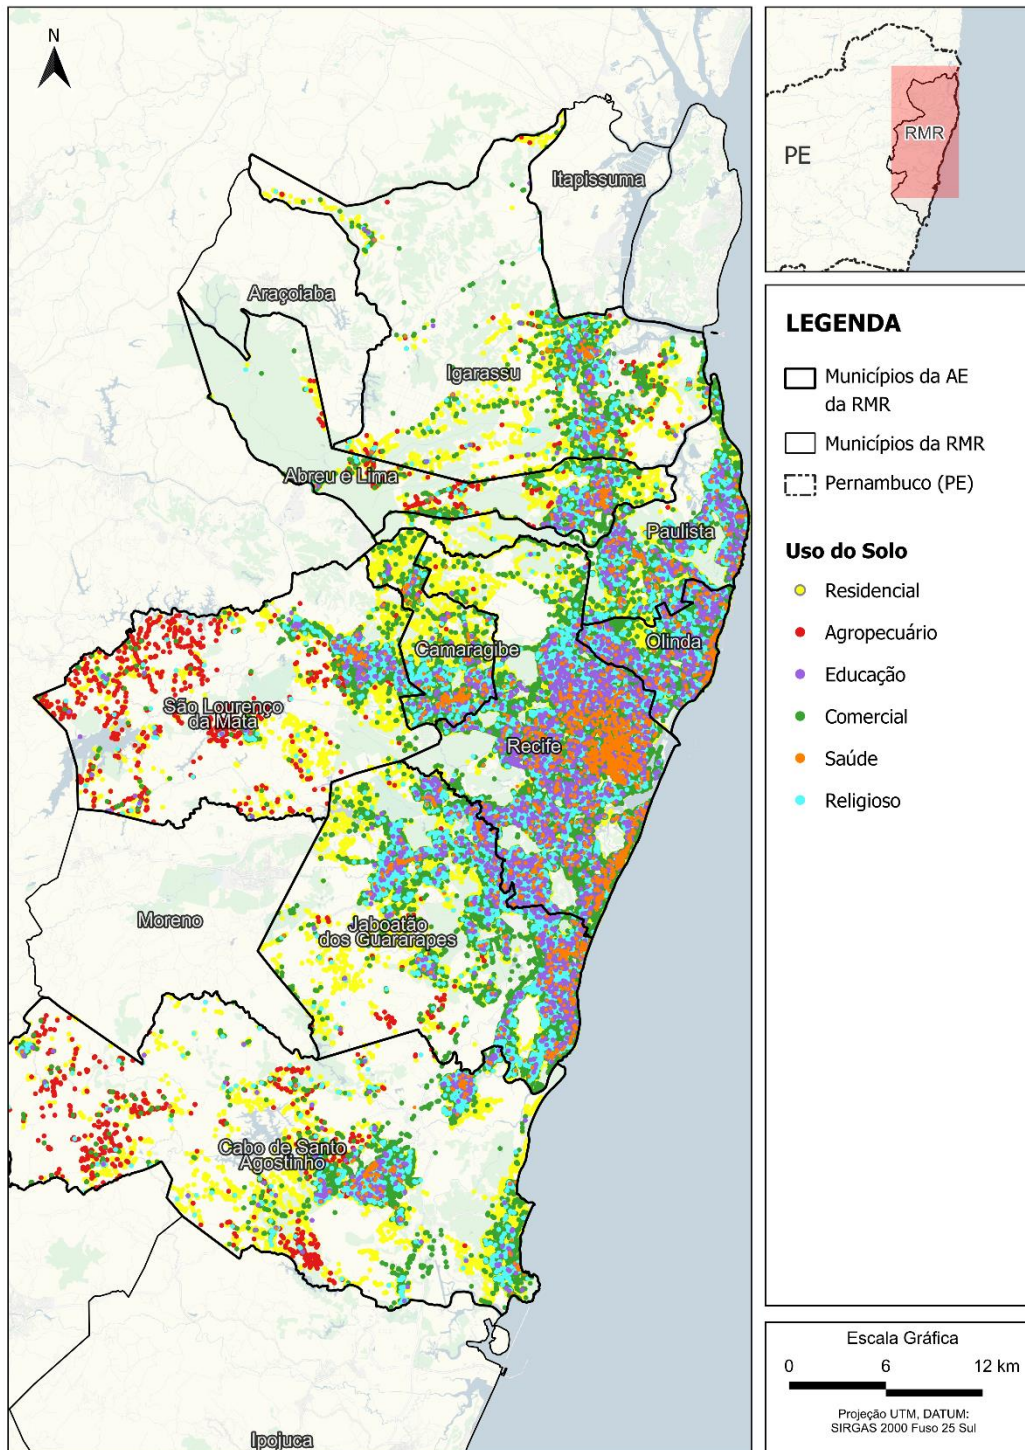 N
Itapissuma
Araçoiaba
Igarassu
Abreu e Lima
Paulista
Camaragibe
Olinda
São Lourenço
da Mata
Recife
Moreno
Jaboatão
dos Guararapes
Cabo de Santo
Agostinho
Ipojuca
PE
RMR
LEGENDA
Municípios da AE
da RMR
Municípios da RMR
Pernambuco (PE)
Uso do Solo
Residencial
Agropecuário
Educação
Comercial
Saúde
Religioso
Escala Gráfica
0 6 12 km
Projeção UTM, DATUM:
SIRGAS 2000 Fuso 25 Sul